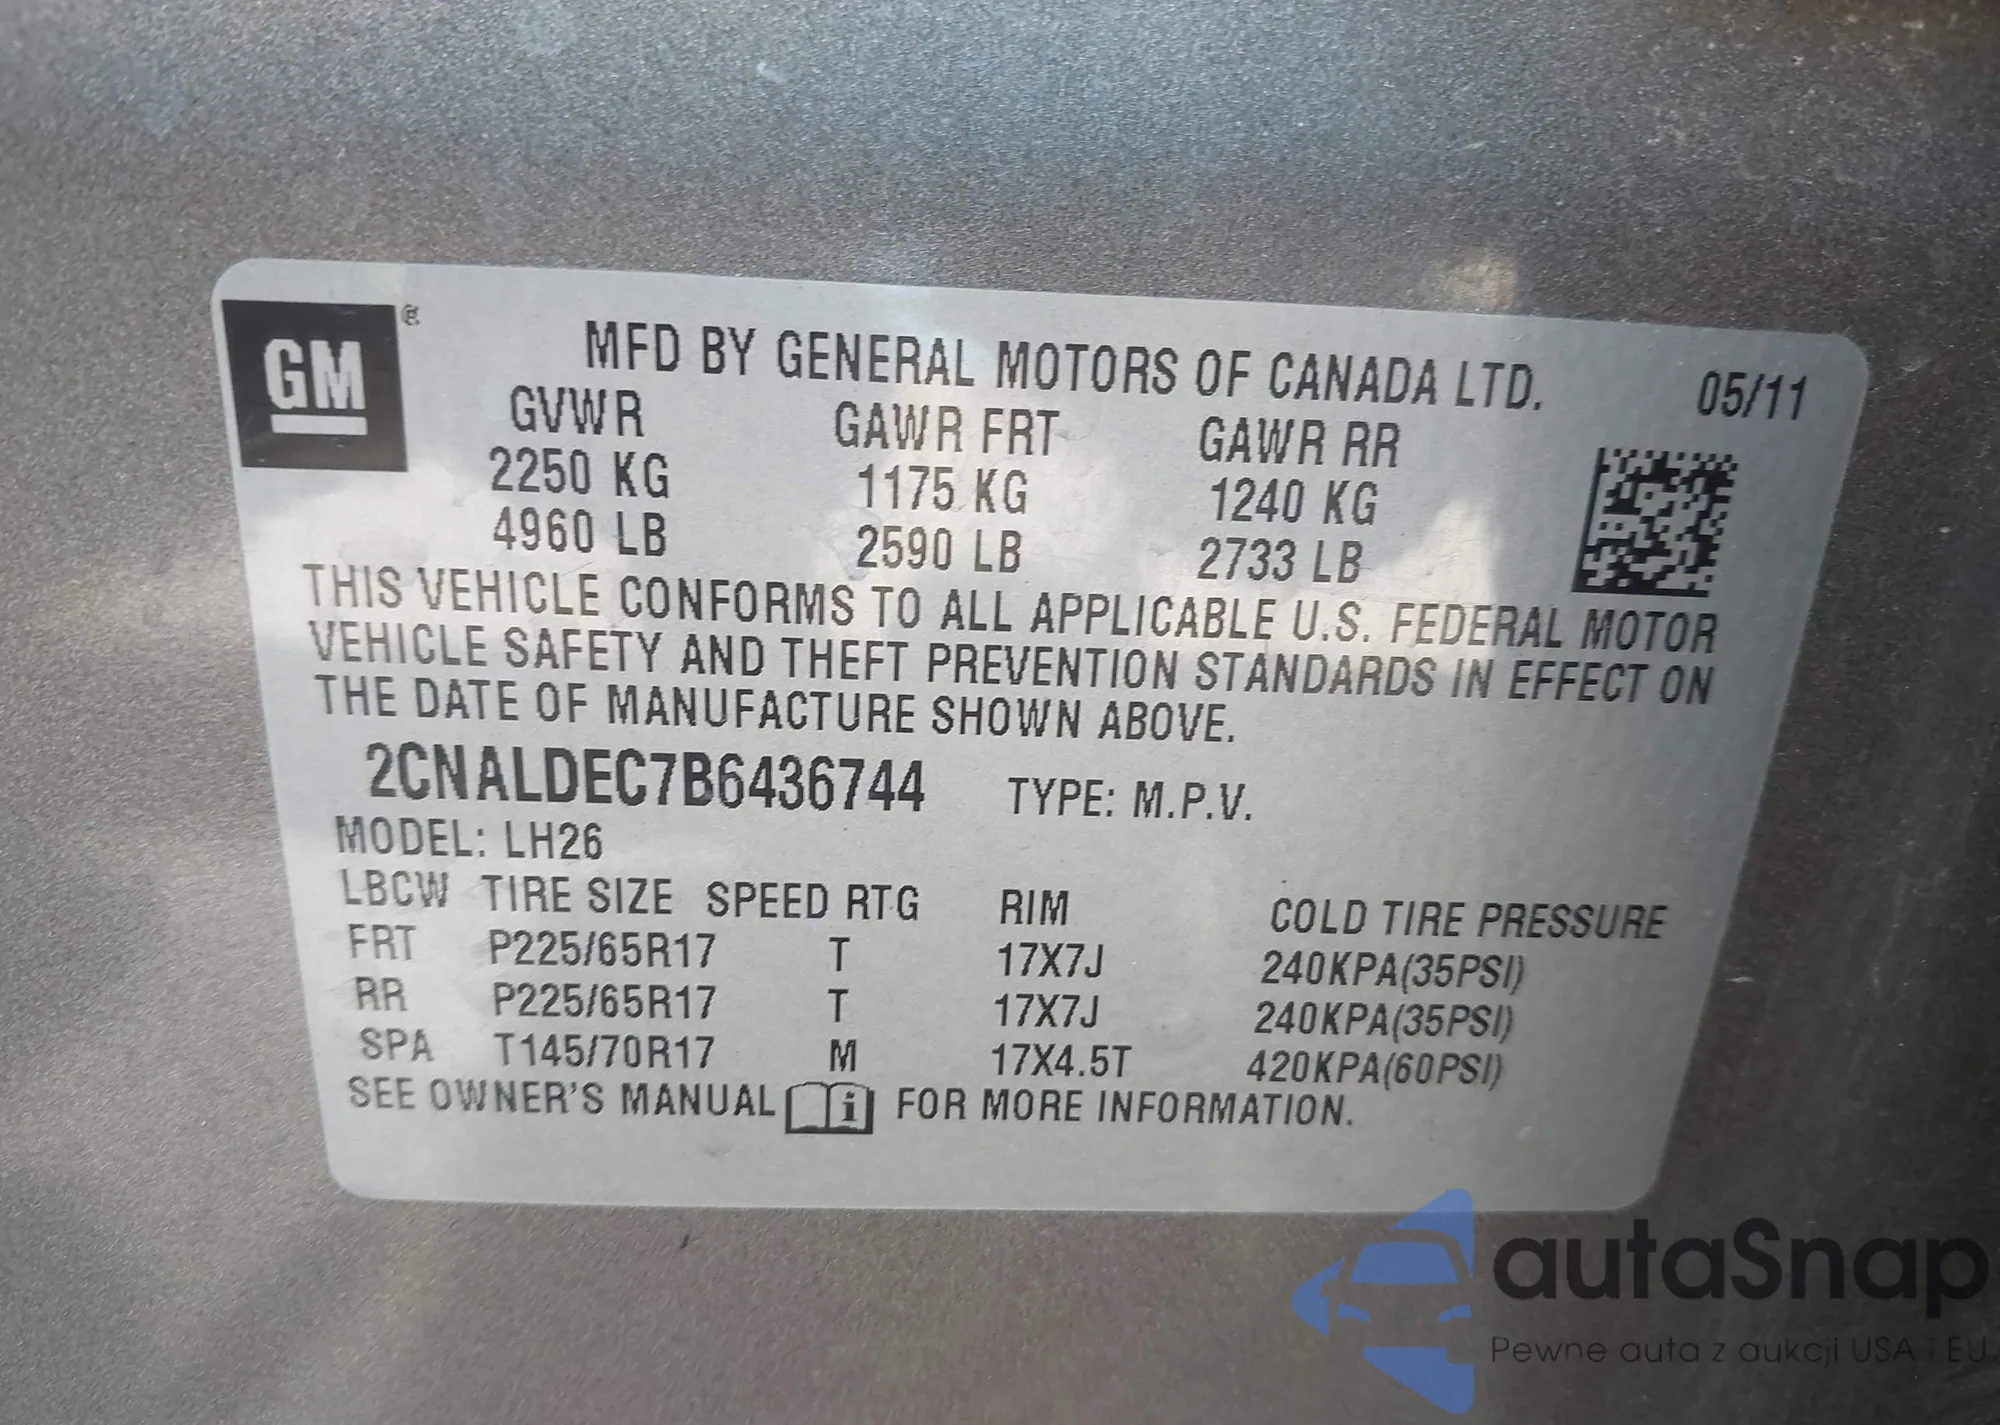 GM
MFD BY GENERAL MOTORS OF CANADA LTD. 05/11
GVWR GAWR FRT GAWR RR
2250 KG 1175 KG 1240 KG
4960 LB 2590 LB 2733 LB
THIS VEHICLE CONFORMS TO ALL APPLICABLE U.S. FEDERAL MOTOR
VEHICLE SAFETY AND THEFT PREVENTION STANDARDS IN EFFECT ON
THE DATE OF MANUFACTURE SHOWN ABOVE.
2CNALDEC7B6436744 TYPE: M.P.V.
MODEL: LH26
LBCW TIRE SIZE SPEED RTG RIM COLD TIRE PRESSURE
FRT P225/65R17 T 17X7J 240KPA(35PSI)
RR P225/65R17 T 17X7J 240KPA(35PSI)
SPA T145/70R17 M 17X4.5T 420KPA(60PSI)
SEE OWNER'S MANUAL i FOR MORE INFORMATION.
autaSnap
Pewne auta z aukcji USA i EU